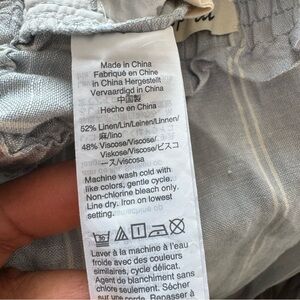 Made in China
Fabriqué en Chine
in China Hergestellt
Vervaardigd in China
中国製
Hecho en China
52% Linen/Lin/Leinen/Linnen/
麻/lino
48% Viscose/Viscose/
Viskose/Viscose/ビスコ
ース/viscosa
Machine wash cold with
like colors, gentle cycle.
Non-chlorine bleach only.
Line dry. Iron on lowest
setting.
Laver à la machine à l'eau
froide avec des couleurs
similaires, cycle délicat.
Agent de blanchiment sans
chlore seulement. Séchage